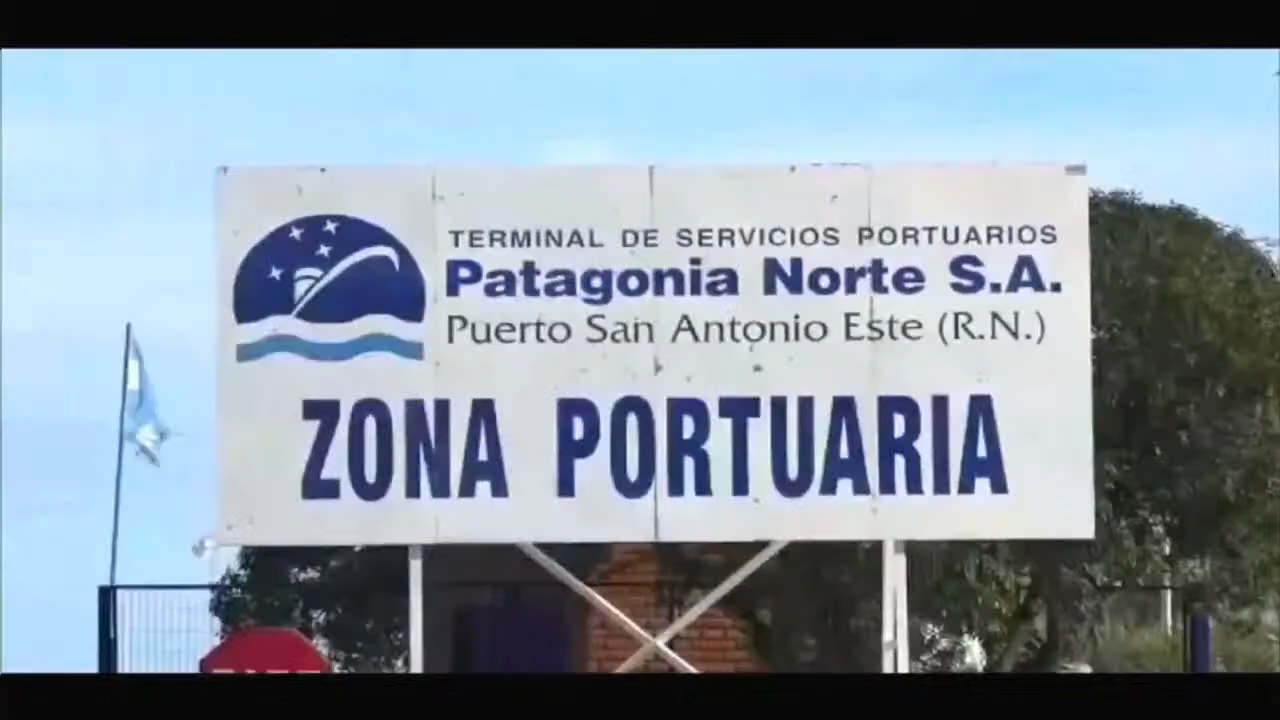 TERMINAL DE SERVICIOS PORTUARIOS
Patagonia Norte S.A.
Puerto San Antonio Este (R.N.)
ZONA PORTUARIA